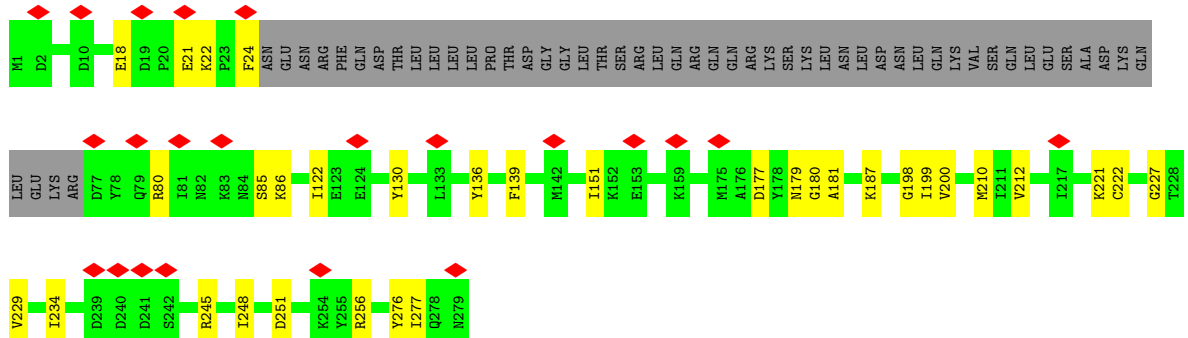 M1 D2 D10 E18 D19 P20 E21 K22 P23 F24 ASN GLU ASN ARG PHE GLN ASP THR LEU LEU LEU LEU PRO THR ASP GLY GLY LEU THR SER ARG LEU GLN ARG GLN GLN ARG LYS SER LYS LEU ASN LEU ASP ASN LEU GLN LYS VAL SER GLN LEU GLU SER ALA ASP LYS GLN
LEU GLU LYS ARG D77 Y78 Q79 R80 I81 N82 K83 N84 S85 K86 I122 E123 E124 Y130 L133 Y136 F139 M142 I151 K152 E153 K159 M175 A176 D177 Y178 N179 G180 A181 K187 G198 I199 V200 M210 I211 V212 I217 K221 C222 G227 T228
V229 I234 D239 D240 D241 S242 R245 I248 D251 K254 Y255 R256 Y276 I277 Q278 N279